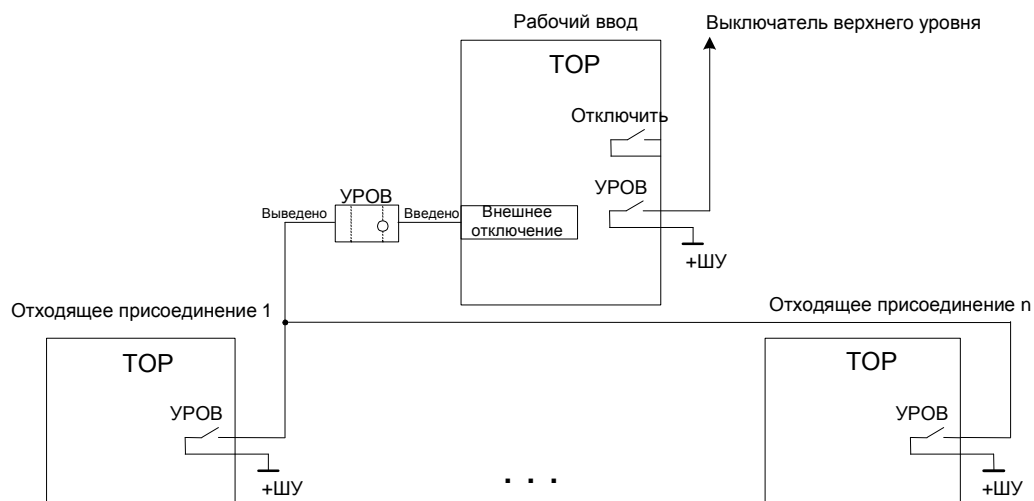 Рабочий ввод
Выключатель верхнего уровня
ТОР
Отключить
УРОВ
Выведено
Введено
Внешнее
отключение
УРОВ
+ШУ
Отходящее присоединение 1
Отходящее присоединение n
ТОР
ТОР
УРОВ
УРОВ
+ШУ
. . .
+ШУ